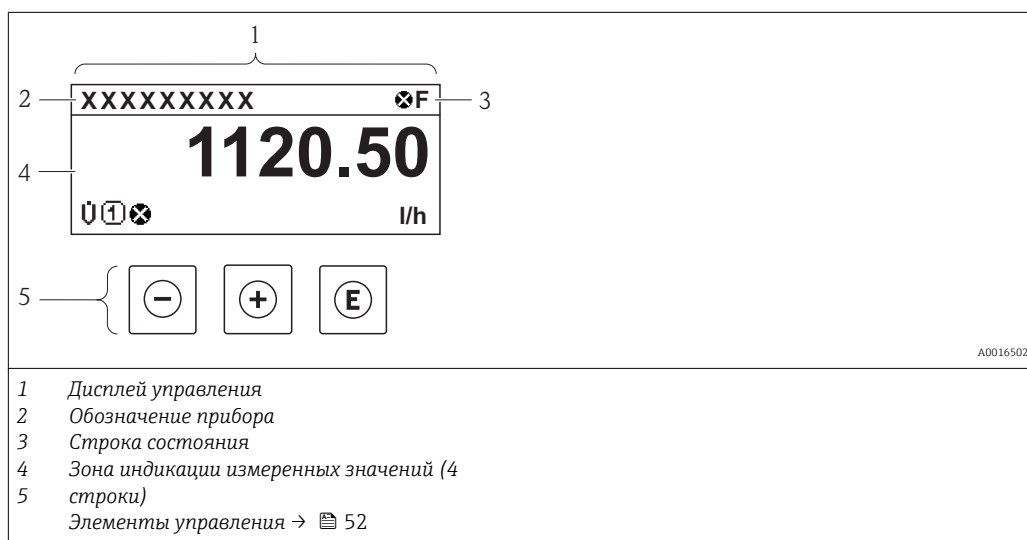 1
2 XXXXXXXXX ⊗F 3
4 1120.50
U̇ ① ⊗ l/h
5 − + E
A0016502
1 Дисплей управления
2 Обозначение прибора
3 Строка состояния
4 Зона индикации измеренных значений (4
5 строки)
Элементы управления → 52